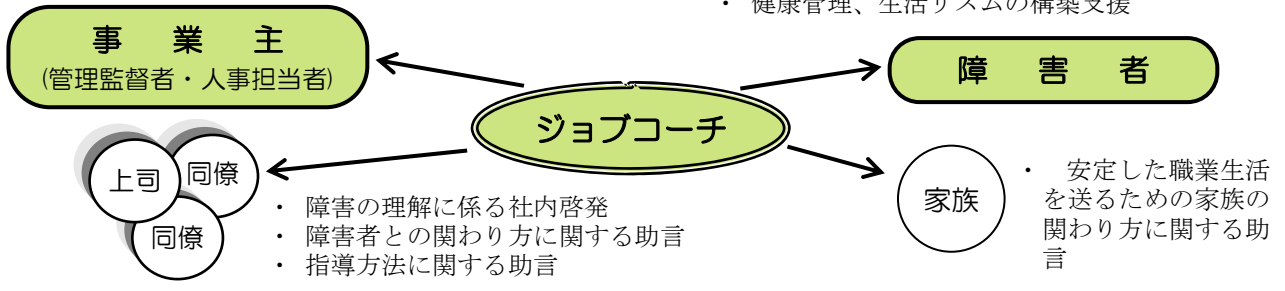 ・ 健康管理、生活リズムの構築支援
事 業 主
(管理監督者・人事担当者)
障 害 者
ジョブコーチ
上司
同僚
同僚
・ 障害の理解に係る社内啓発
・ 障害者との関わり方に関する助言
・ 指導方法に関する助言
家族
・ 安定した職業生活
を送るための家族の
関わり方に関する助
言